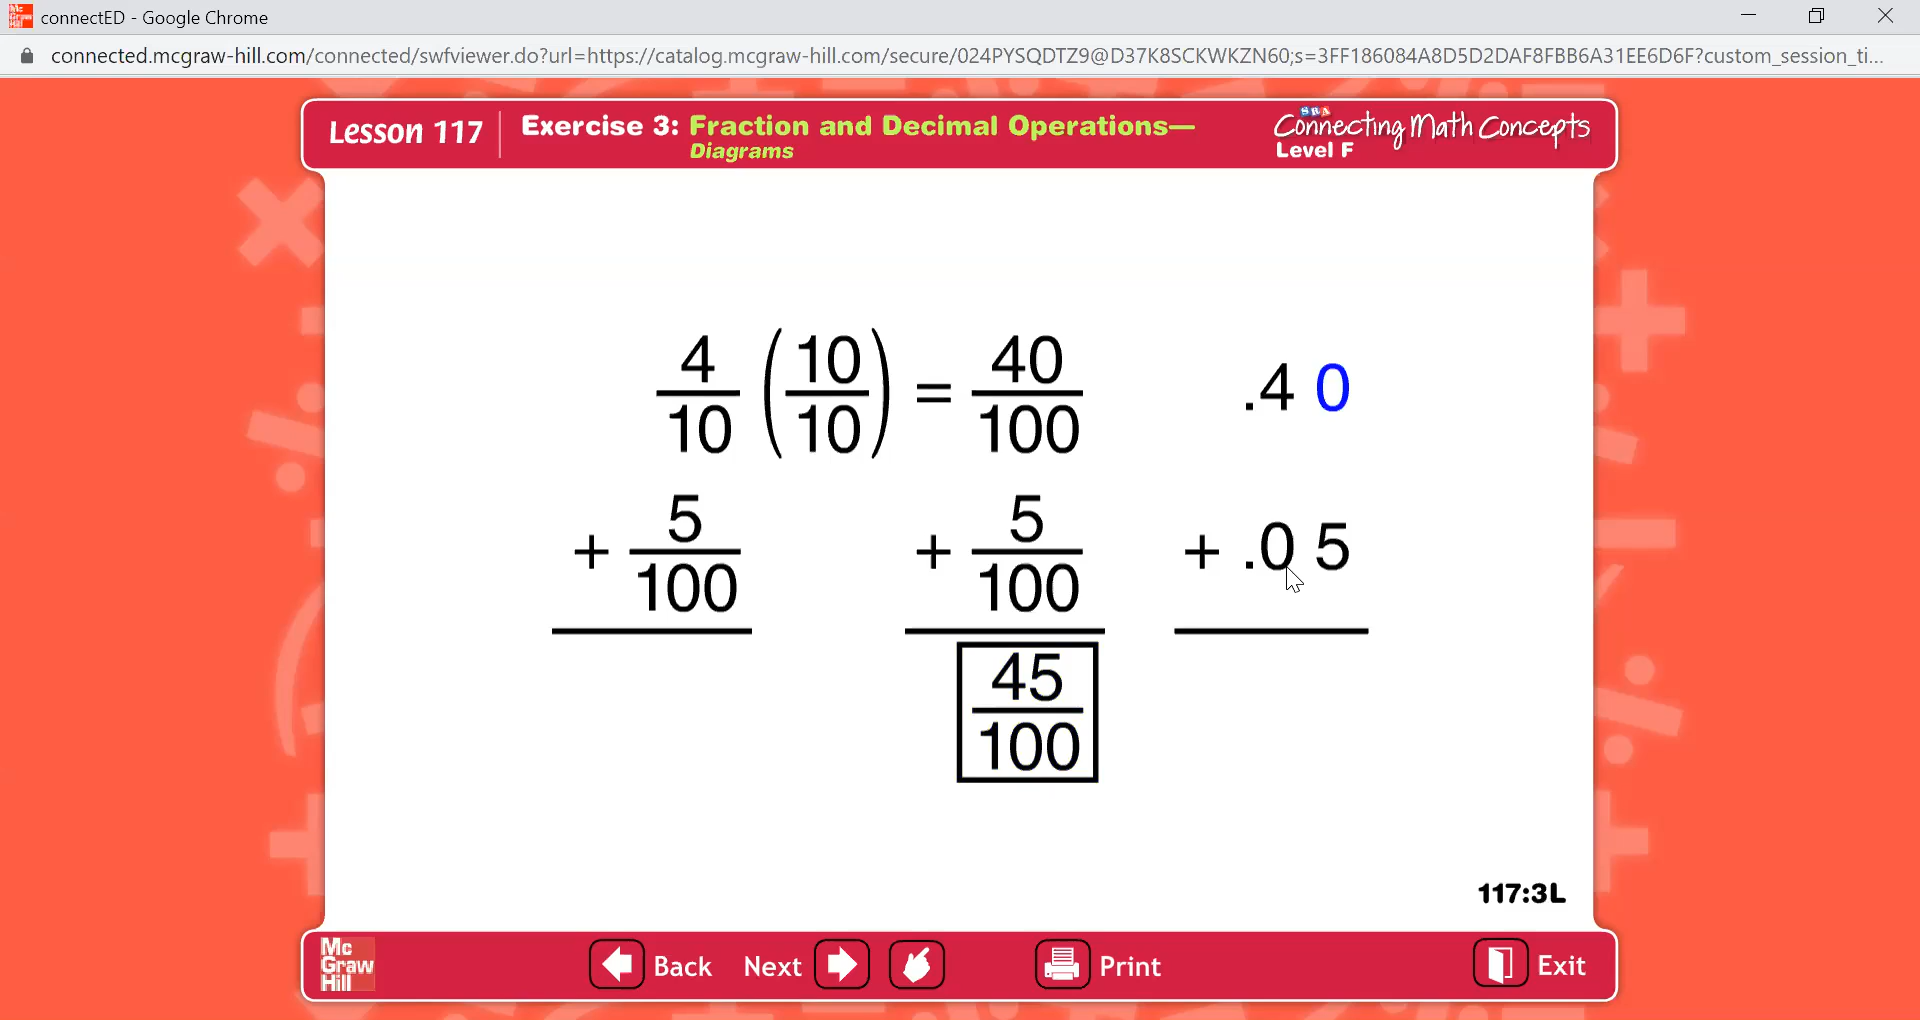 connectED - Google Chrome
connected.mcgraw-hill.com/connected/swfviewer.do?url=https://catalog.mcgraw-hill.com/secure/024PYSQDTZ9@D37K8SCKWKZN60;s=3FF186084A8D5D2DAF8FBB6A31EE6D6F?custom_session_ti...
Lesson 117
Exercise 3: Fraction and Decimal Operations—
Diagrams
SRA
Connecting Math Concepts
Level F
4/10 (10/10) = 40/100 .4 0
+ 5/100 + 5/100 + .0 5
45/100
117:3L
Mc
Graw
Hill
Back Next Print Exit